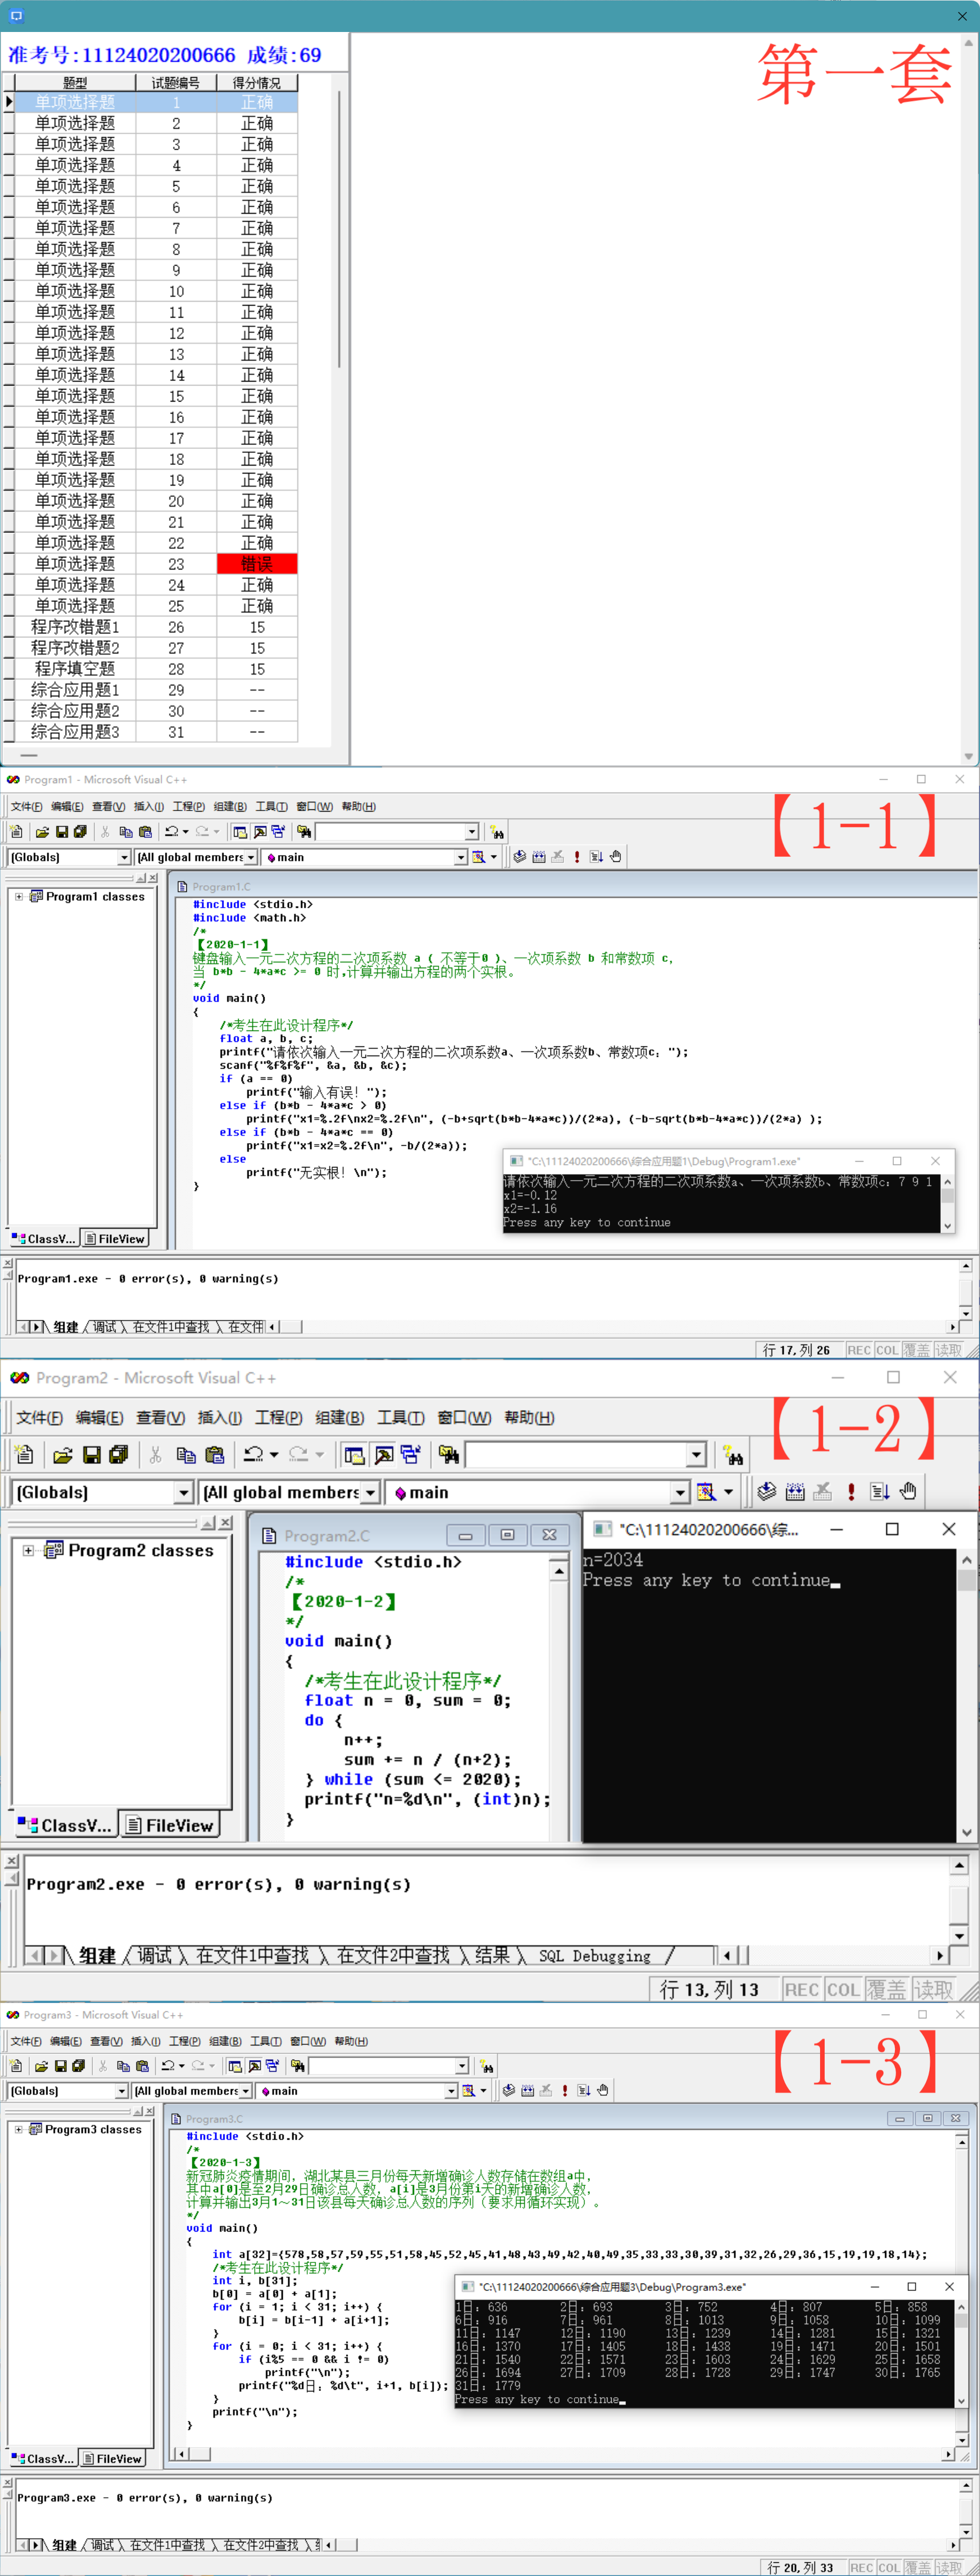 准考号:11124020200666 成绩:69
第一套
题型 试题编号 得分情况
单项选择题 1 正确
单项选择题 2 正确
单项选择题 3 正确
单项选择题 4 正确
单项选择题 5 正确
单项选择题 6 正确
单项选择题 7 正确
单项选择题 8 正确
单项选择题 9 正确
单项选择题 10 正确
单项选择题 11 正确
单项选择题 12 正确
单项选择题 13 正确
单项选择题 14 正确
单项选择题 15 正确
单项选择题 16 正确
单项选择题 17 正确
单项选择题 18 正确
单项选择题 19 正确
单项选择题 20 正确
单项选择题 21 正确
单项选择题 22 正确
单项选择题 23 错误
单项选择题 24 正确
单项选择题 25 正确
程序改错题1 26 15
程序改错题2 27 15
程序填空题 28 15
综合应用题1 29 --
综合应用题2 30 --
综合应用题3 31 --
Program1 - Microsoft Visual C++
文件(F) 编辑(E) 查看(V) 插入(I) 工程(P) 组建(B) 工具(T) 窗口(W) 帮助(H)
【1-1】
(Globals) (All global members main
Program1 classes
Program1.C
#include <stdio.h>
#include <math.h>
/*
【2020-1-1】
键盘输入一元二次方程的二次项系数 a ( 不等于0 )、一次项系数 b 和常数项 c,
当 b*b - 4*a*c >= 0 时,计算并输出方程的两个实根。
*/
void main()
{
/*考生在此设计程序*/
float a, b, c;
printf("请依次输入一元二次方程的二次项系数a、一次项系数b、常数项c: ");
scanf("%f%f%f", &a, &b, &c);
if (a == 0)
printf("输入有误! ");
else if (b*b - 4*a*c > 0)
printf("x1=%.2f\nx2=%.2f\n", (-b+sqrt(b*b-4*a*c))/(2*a), (-b-sqrt(b*b-4*a*c))/(2*a) );
else if (b*b - 4*a*c == 0)
printf("x1=x2=%.2f\n", -b/(2*a));
else
printf("无实根! \n");
}
"C:\11124020200666\综合应用题1\Debug\Program1.exe"
请依次输入一元二次方程的二次项系数a、一次项系数b、常数项c: 7 9 1
x1=-0.12
x2=-1.16
Press any key to continue
ClassV... FileView
Program1.exe - 0 error(s), 0 warning(s)
组建 调试 在文件1中查找 在文件
行 17, 列 26 REC COL 覆盖 读取
Program2 - Microsoft Visual C++
文件(F) 编辑(E) 查看(V) 插入(I) 工程(P) 组建(B) 工具(T) 窗口(W) 帮助(H)
【1-2】
(Globals) (All global members main
Program2 classes
Program2.C
#include <stdio.h>
/*
【2020-1-2】
*/
void main()
{
/*考生在此设计程序*/
float n = 0, sum = 0;
do {
n++;
sum += n / (n+2);
} while (sum <= 2020);
printf("n=%d\n", (int)n);
}
"C:\11124020200666\综...
n=2034
Press any key to continue
ClassV... FileView
Program2.exe - 0 error(s), 0 warning(s)
组建 调试 在文件1中查找 在文件2中查找 结果 SQL Debugging
行 13, 列 13 REC COL 覆盖 读取
Program3 - Microsoft Visual C++
文件(F) 编辑(E) 查看(V) 插入(I) 工程(P) 组建(B) 工具(T) 窗口(W) 帮助(H)
【1-3】
(Globals) (All global members main
Program3 classes
Program3.C
#include <stdio.h>
/*
【2020-1-3】
新冠肺炎疫情期间, 湖北某县三月份每天新增确诊人数存储在数组a中,
其中a[0]是至2月29日确诊总人数, a[i]是3月份第i天的新增确诊人数,
计算并输出3月1~31日该县每天确诊总人数的序列(要求用循环实现)。
*/
void main()
{
int a[32]={578,58,57,59,55,51,58,45,52,45,41,48,43,49,42,40,49,35,33,33,30,39,31,32,26,29,36,15,19,19,18,14};
/*考生在此设计程序*/
int i, b[31];
b[0] = a[0] + a[1];
for (i = 1; i < 31; i++) {
b[i] = b[i-1] + a[i+1];
}
for (i = 0; i < 31; i++) {
if (i%5 == 0 && i != 0)
printf("\n");
printf("%d日: %d\t", i+1, b[i]);
}
printf("\n");
}
"C:\11124020200666\综合应用题3\Debug\Program3.exe"
1日: 636 2日: 693 3日: 752 4日: 807 5日: 858
6日: 916 7日: 961 8日: 1013 9日: 1058 10日: 1099
11日: 1147 12日: 1190 13日: 1239 14日: 1281 15日: 1321
16日: 1370 17日: 1405 18日: 1438 19日: 1471 20日: 1501
21日: 1540 22日: 1571 23日: 1603 24日: 1629 25日: 1658
26日: 1694 27日: 1709 28日: 1728 29日: 1747 30日: 1765
31日: 1779
Press any key to continue
ClassV... FileView
Program3.exe - 0 error(s), 0 warning(s)
组建 调试 在文件1中查找 在文件2中查找
行 20, 列 33 REC COL 覆盖 读取